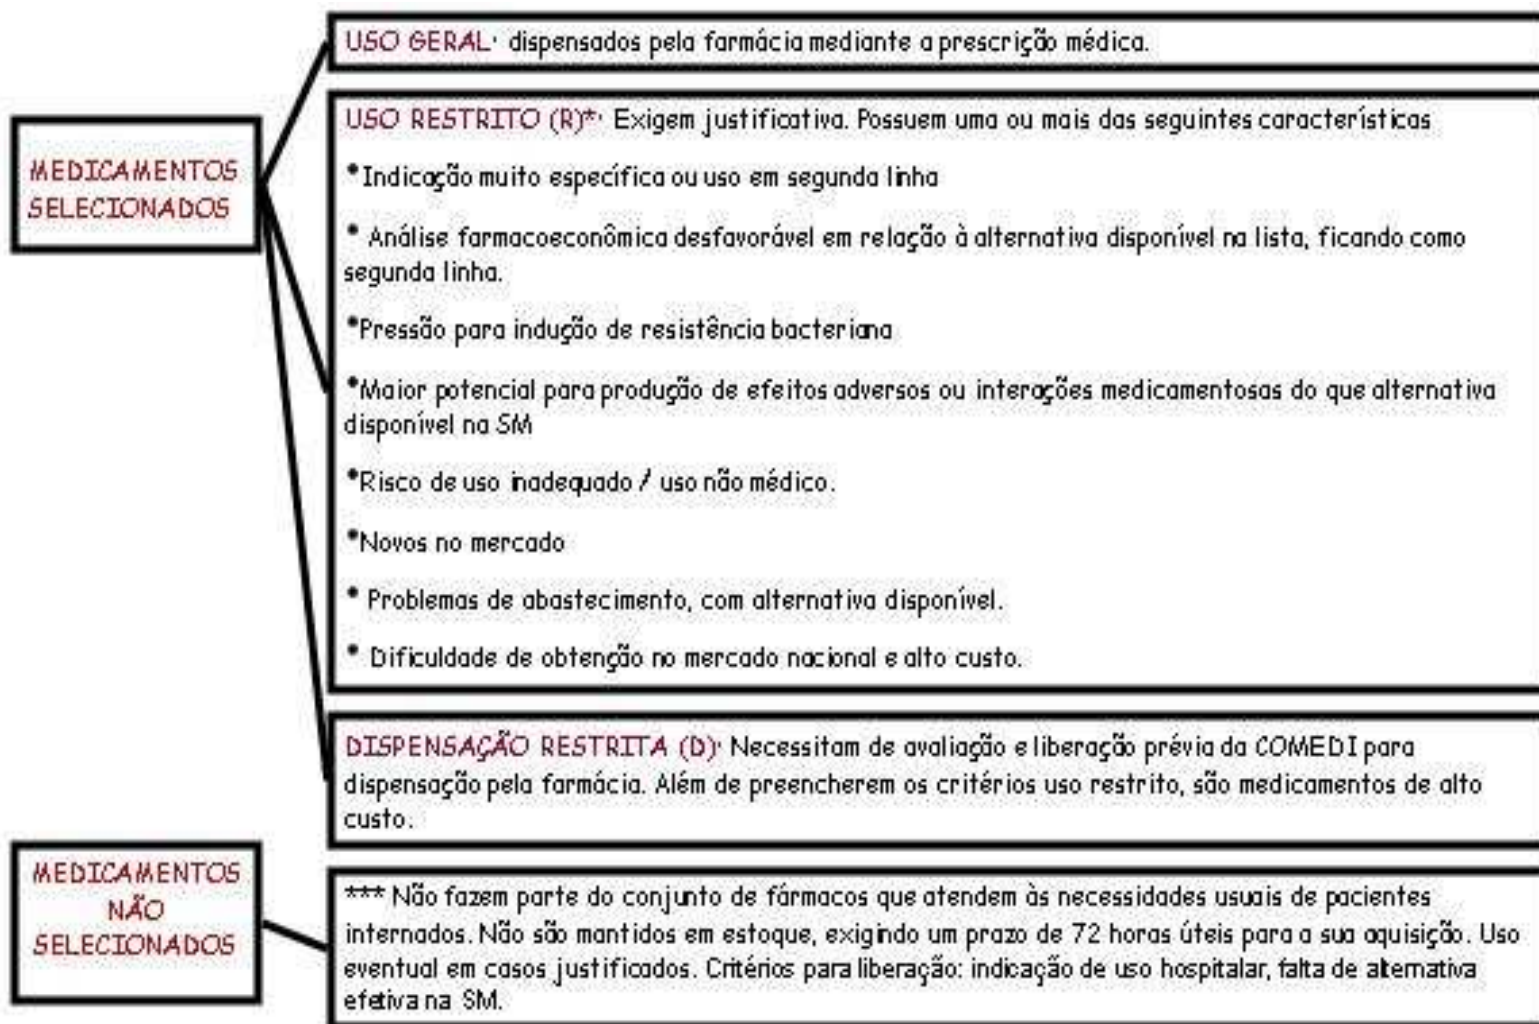 USO GERAL: dispensados pela farmácia mediante a prescrição médica.
MEDICAMENTOS
SELECIONADOS
USO RESTRITO (R)*: Exigem justificativa. Possuem uma ou mais das seguintes características
*Indicação muito específica ou uso em segunda linha
* Análise farmacoeconômica desfavorável em relação à alternativa disponível na lista, ficando como
segunda linha.
*Pressão para indução de resistência bacteriana
*Maior potencial para produção de efeitos adversos ou interações medicamentosas do que alternativa
disponível na SM
*Risco de uso inadequado / uso não médico.
*Novos no mercado
* Problemas de abastecimento, com alternativa disponível.
* Dificuldade de obtenção no mercado nacional e alto custo.
DISPENSAÇÃO RESTRITA (D): Necessitam de avaliação e liberação prévia da COMEDI para
dispensação pela farmácia. Além de preencherem os critérios uso restrito, são medicamentos de alto
custo.
MEDICAMENTOS
NÃO
SELECIONADOS
*** Não fazem parte do conjunto de fármacos que atendem às necessidades usuais de pacientes
internados. Não são mantidos em estoque, exigindo um prazo de 72 horas úteis para a sua aquisição. Uso
eventual em casos justificados. Critérios para liberação: indicação de uso hospitalar, falta de alternativa
efetiva na SM.